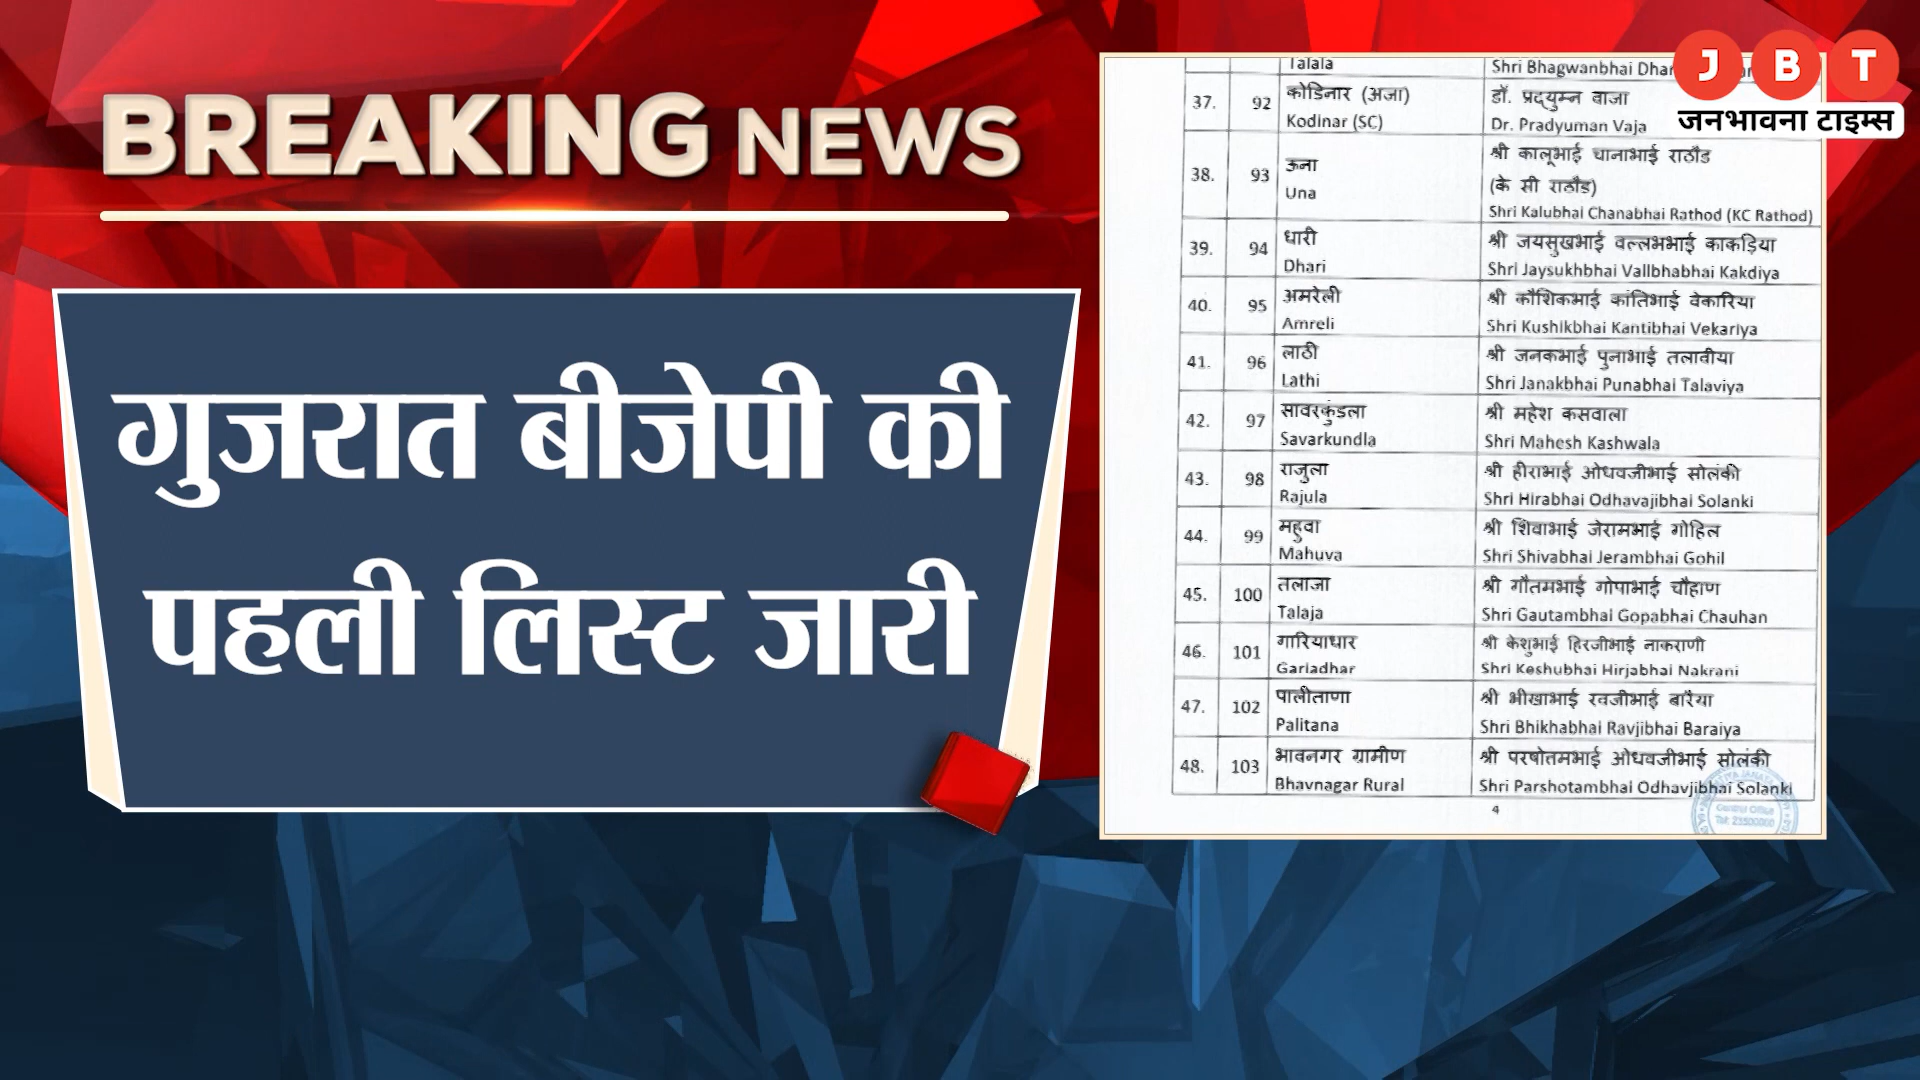 BREAKING NEWS
गुजरात बीजेपी की
पहली लिस्ट जारी
J B T
जनभावना टाइम्स
Talala
Shri Bhagwanbhai
37. 92 कोडिनार (अजा) डॉ. प्रद्युम्न वाजा
Kodinar (SC) Dr. Pradyuman Vaja
38. 93 ऊना श्री कालूभाई चानाभाई राठौड
(के सी राठौड)
Una Shri Kalubhai Chanabhai Rathod (KC Rathod)
39. 94 धारी श्री जयसुखभाई वल्लभभाई काकड़िया
Dhari Shri Jaysukhbhai Vallbhabhai Kakdiya
40. 95 अमरेली श्री कौशिकभाई कांतिभाई वेकारिया
Amreli Shri Kushikbhai Kantibhai Vekariya
41. 96 लाठी श्री जनकभाई पुनाभाई तलावीया
Lathi Shri Janakbhai Punabhai Talaviya
42. 97 सावरकुंडला श्री महेश कसवाला
Savarkundla Shri Mahesh Kashwala
43. 98 राजुला श्री हीराभाई ओधवजीभाई सोलंकी
Rajula Shri Hirabhai Odhavajibhai Solanki
44. 99 महुवा श्री शिवाभाई जेरामभाई गोहिल
Mahuva Shri Shivabhai Jerambhai Gohil
45. 100 तलाजा श्री गौतमभाई गोपाभाई चौहाण
Talaja Shri Gautambhai Gopabhai Chauhan
46. 101 गारियाधार श्री केशुभाई हिरजीभाई नाकराणी
Gariadhar Shri Keshubhai Hirjabhai Nakrani
47. 102 पालीताणा श्री भीखाभाई रवजीभाई बारैया
Palitana Shri Bhikhabhai Ravjibhai Baraiya
48. 103 भावनगर ग्रामीण श्री परषोतमभाई ओधवजीभाई सोलंकी
Bhavnagar Rural Shri Parshotambhai Odhavjibhai Solanki
4
Central Office
Tel: 23500000